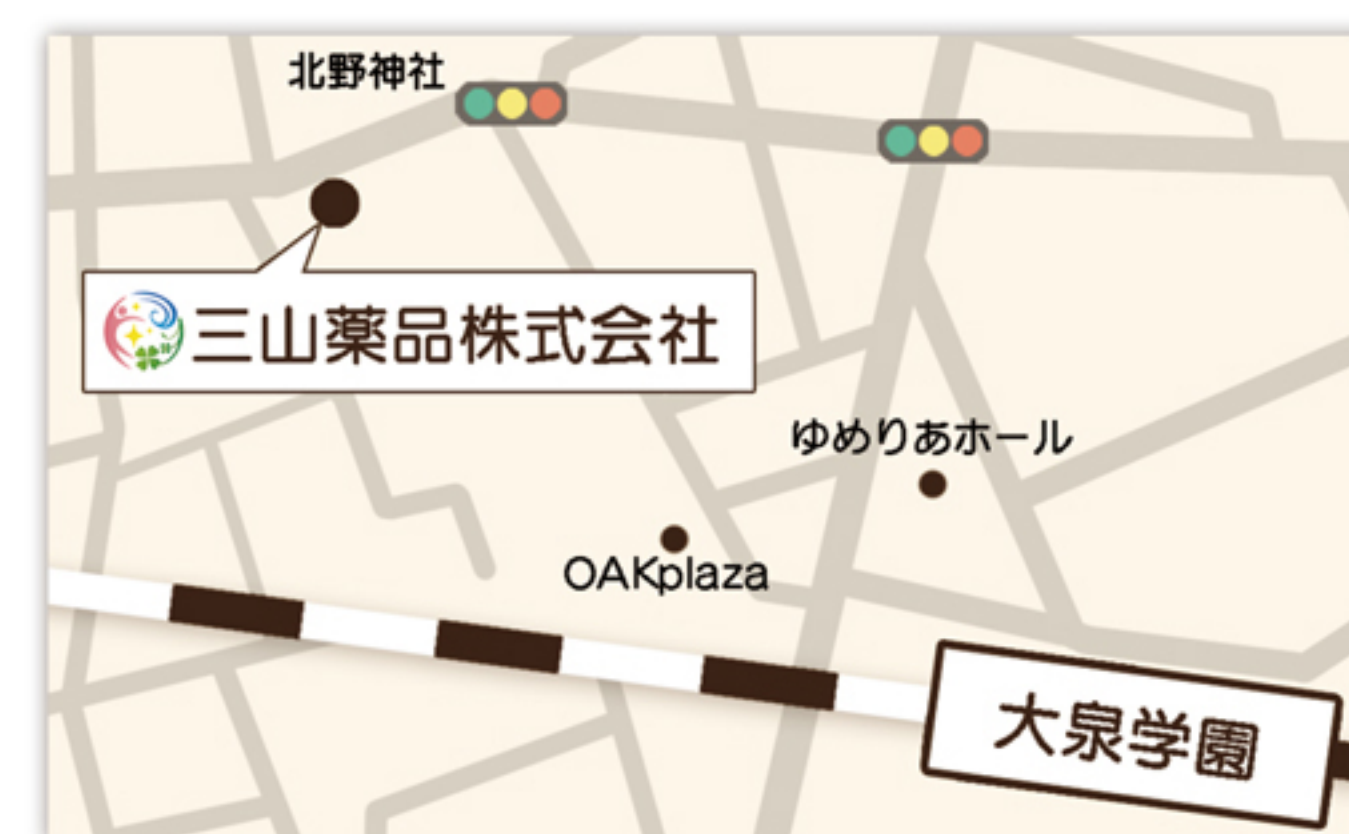 北野神社
三山薬品株式会社
ゆめりあホール
OAKplaza
大泉学園